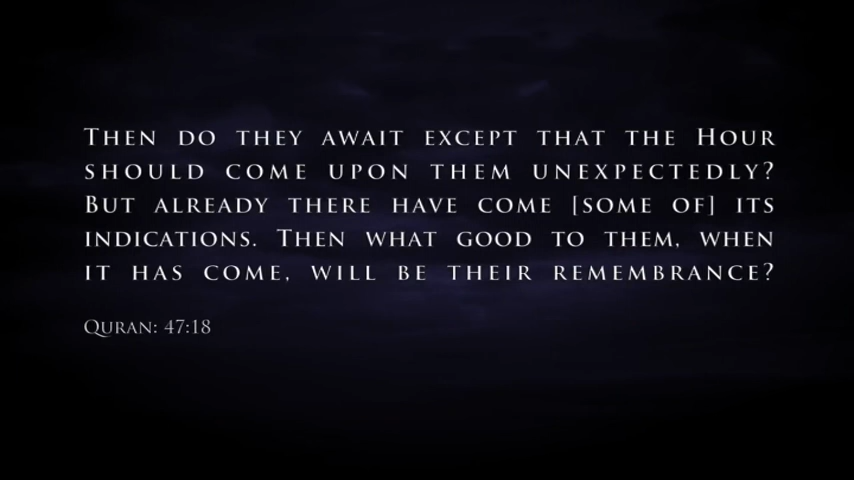 Then do they await except that the Hour
should come upon them unexpectedly?
But already there have come [some of] its
indications. Then what good to them, when
it has come, will be their remembrance?
Quran: 47:18